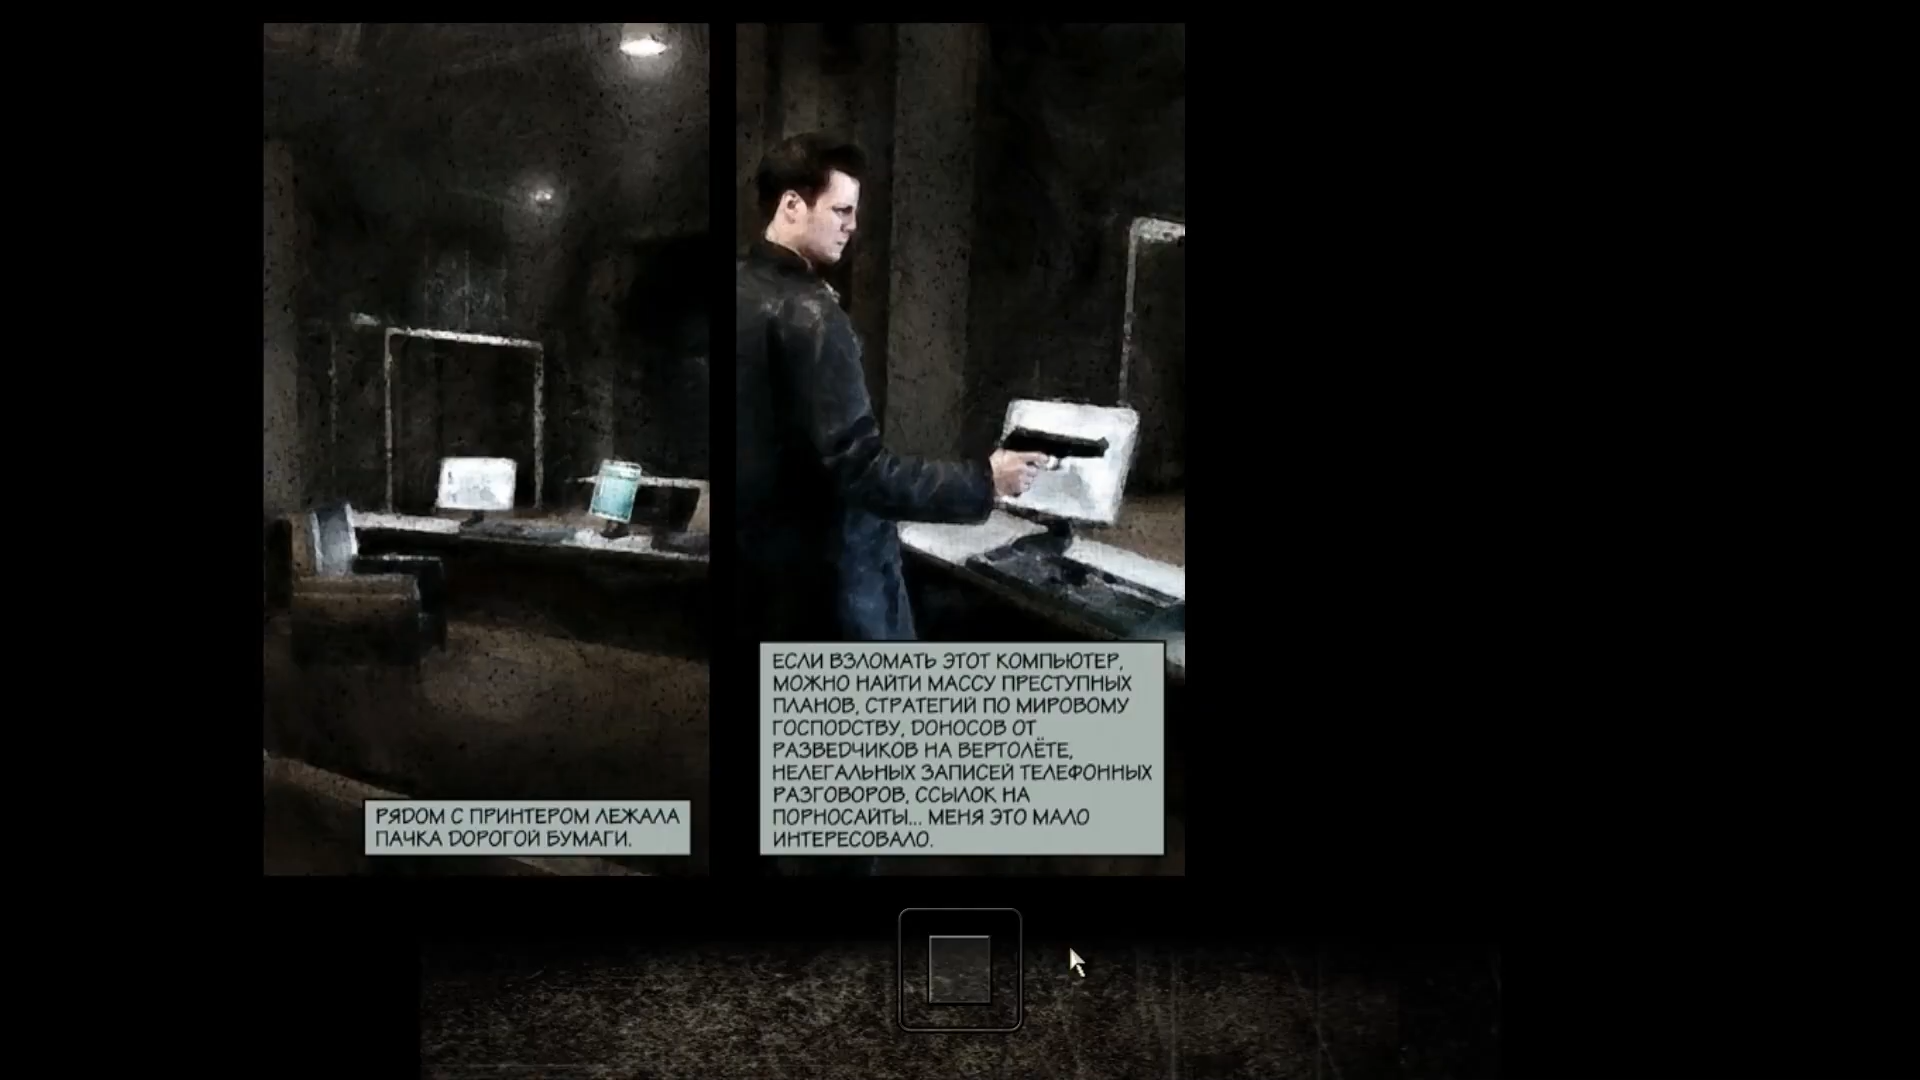 РЯДОМ С ПРИНТЕРОМ ЛЕЖАЛА
ПАЧКА ДОРОГОЙ БУМАГИ.
ЕСЛИ ВЗЛОМАТЬ ЭТОТ КОМПЬЮТЕР,
МОЖНО НАЙТИ МАССУ ПРЕСТУПНЫХ
ПЛАНОВ, СТРАТЕГИЙ ПО МИРОВОМУ
ГОСПОДСТВУ, ДОНОСОВ ОТ
РАЗВЕДЧИКОВ НА ВЕРТОЛЁТЕ,
НЕЛЕГАЛЬНЫХ ЗАПИСЕЙ ТЕЛЕФОННЫХ
РАЗГОВОРОВ, ССЫЛОК НА
ПОРНОСАЙТЫ... МЕНЯ ЭТО МАЛО
ИНТЕРЕСОВАЛО.